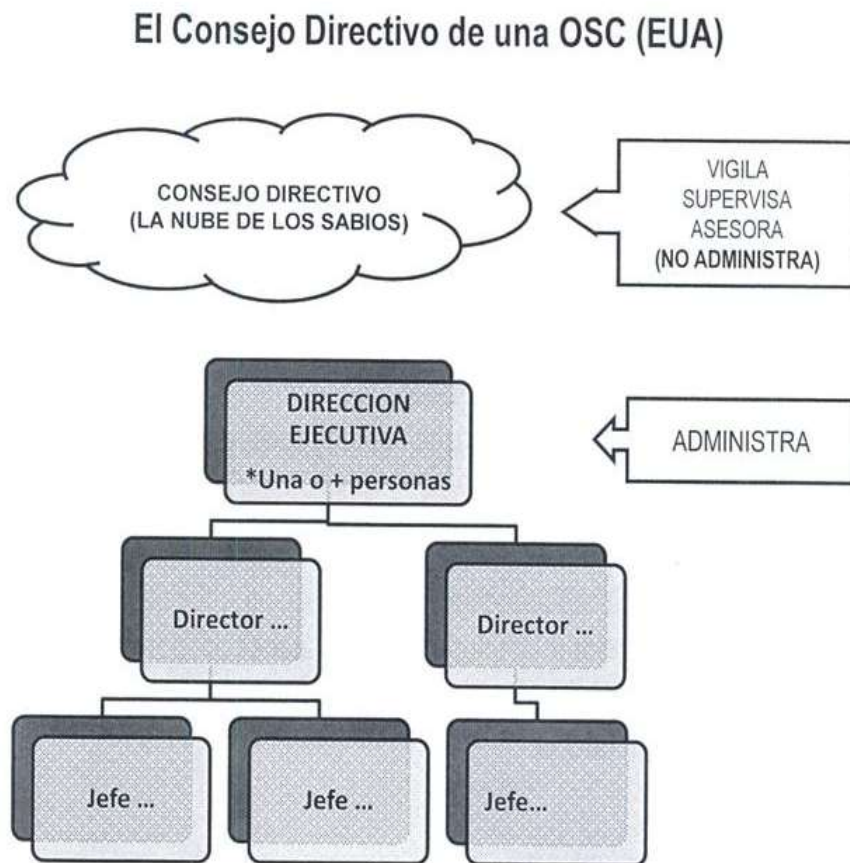 El Consejo Directivo de una OSC (EUA)
CONSEJO DIRECTIVO
(LA NUBE DE LOS SABIOS)
VIGILA
SUPERVISA
ASESORA
(NO ADMINISTRA)
DIRECCION
EJECUTIVA
*Una o + personas
ADMINISTRA
Director ...
Director ...
Jefe ...
Jefe ...
Jefe...